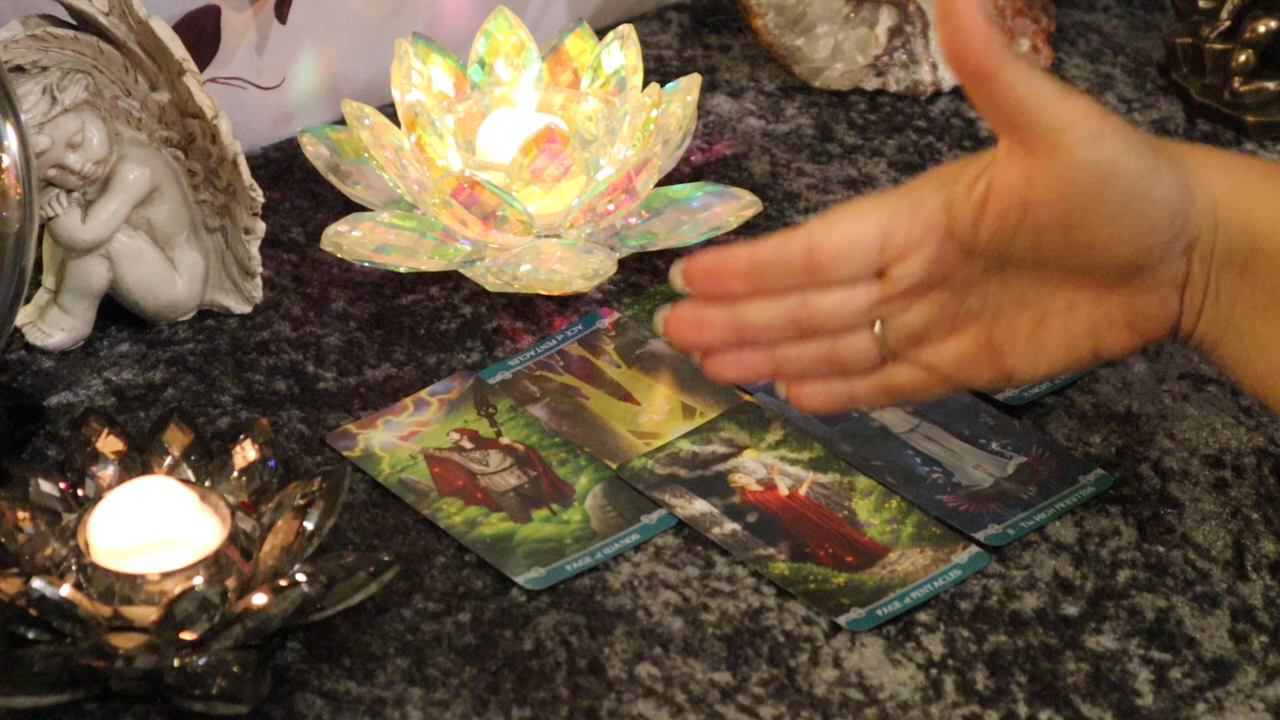 ACE of PENTACLES
PAGE of WANDS
PAGE of PENTACLES
II - The HIGH PRIESTESS